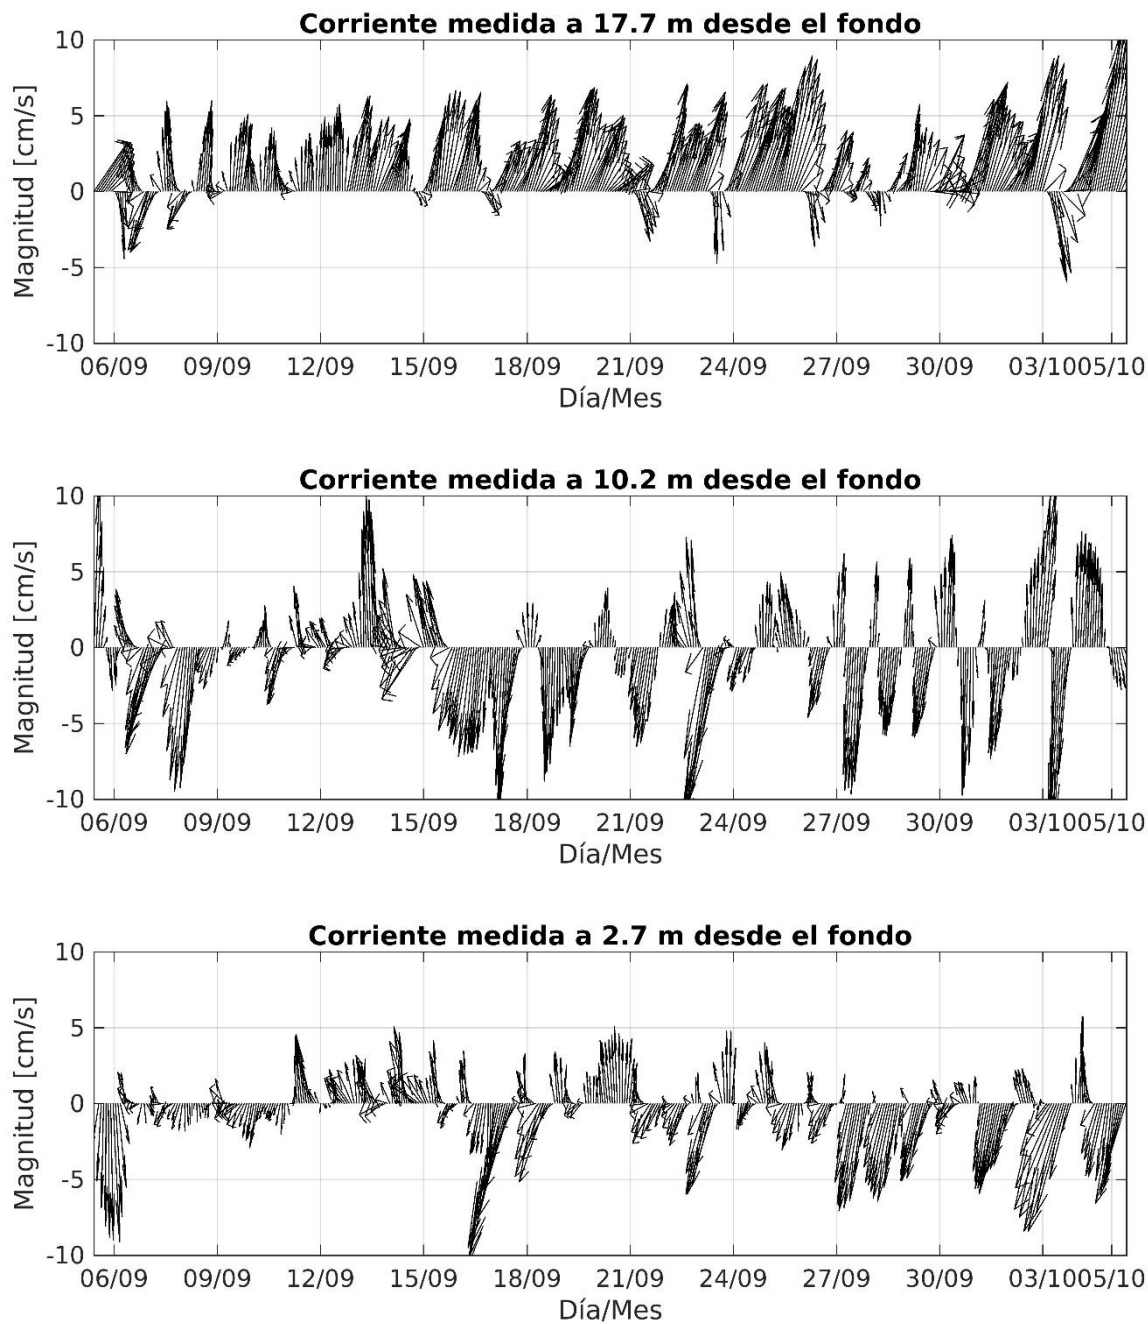 Corriente medida a 17.7 m desde el fondo
10
5
0
-5
-10
Magnitud [cm/s]
06/09 09/09 12/09 15/09 18/09 21/09 24/09 27/09 30/09 03/10 05/10
Día/Mes
Corriente medida a 10.2 m desde el fondo
10
5
0
-5
-10
Magnitud [cm/s]
06/09 09/09 12/09 15/09 18/09 21/09 24/09 27/09 30/09 03/10 05/10
Día/Mes
Corriente medida a 2.7 m desde el fondo
10
5
0
-5
-10
Magnitud [cm/s]
06/09 09/09 12/09 15/09 18/09 21/09 24/09 27/09 30/09 03/10 05/10
Día/Mes